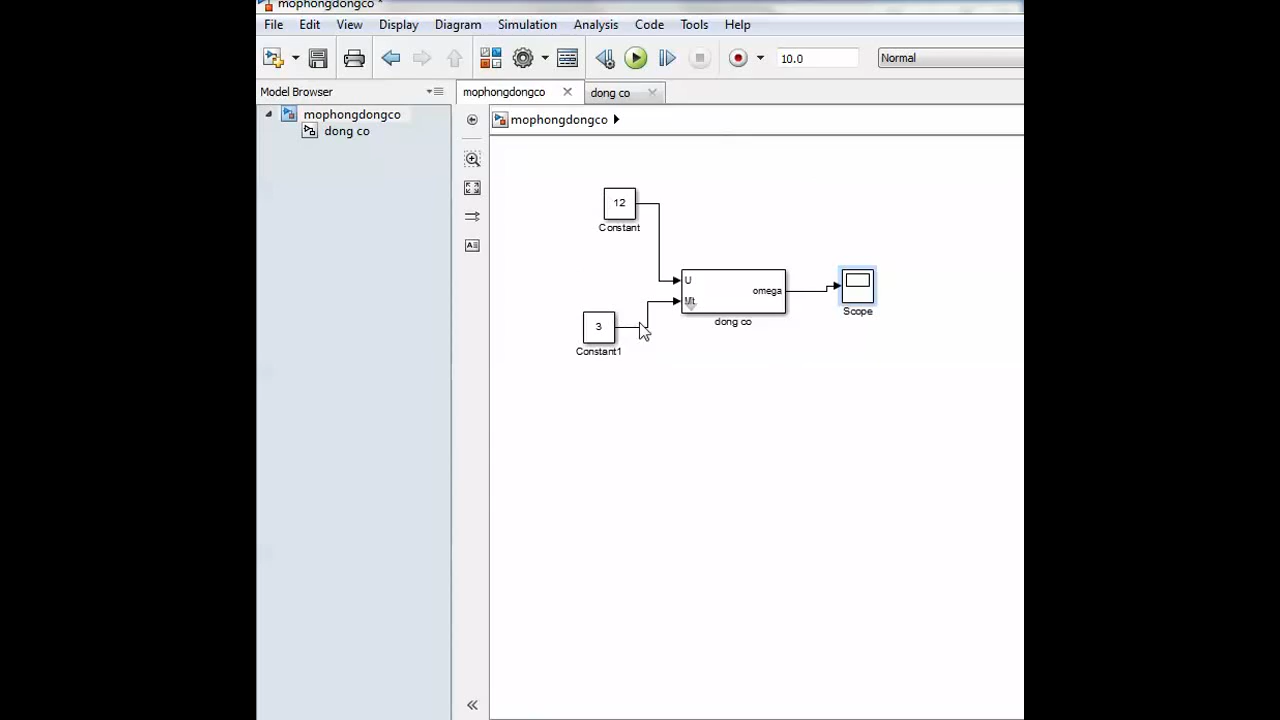 mophongdongco *
File Edit View Display Diagram Simulation Analysis Code Tools Help
10.0 Normal
Model Browser
mophongdongco
dong co
mophongdongco dong co
mophongdongco
12
Constant
U
Mt
omega
dong co
Scope
3
Constant1